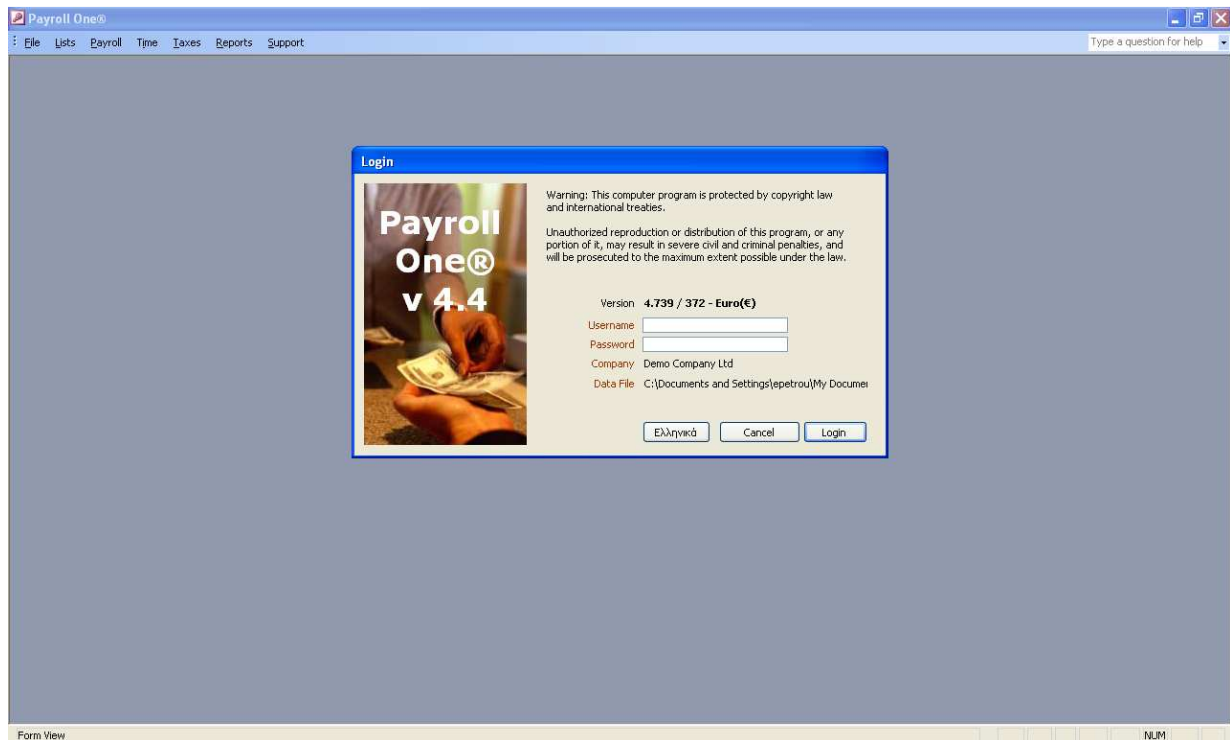 Payroll One®
File Lists Payroll Time Taxes Reports Support
Type a question for help
Login
Payroll
One®
v 4.4
Warning: This computer program is protected by copyright law
and international treaties.
Unauthorized reproduction or distribution of this program, or any
portion of it, may result in severe civil and criminal penalties, and
will be prosecuted to the maximum extent possible under the law.
Version 4.739 / 372 - Euro(€)
Username
Password
Company Demo Company Ltd
Data File C:\Documents and Settings\epetrou\My Documen
Ελληνικά Cancel Login
Form View NUM